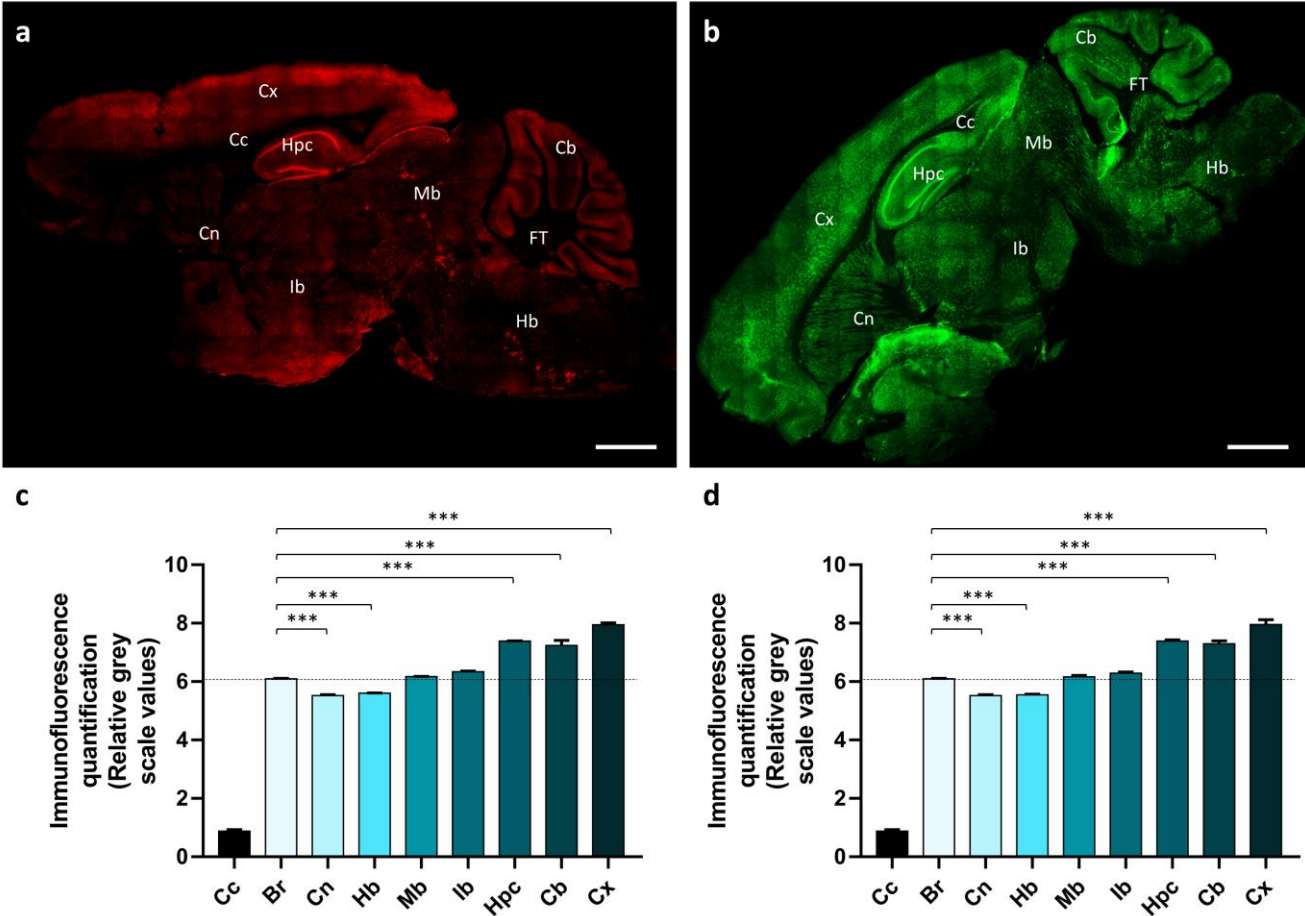 a
Cx
Cc
Hpc
Cb
Mb
Cn
FT
Ib
Hb
b
Cb
FT
Cc
Mb
Hpc
Hb
Cx
Ib
Cn
c
***
***
***
***
***
Immunofluorescence
quantification
(Relative grey
scale values)
10
8
6
4
2
0
Cc Br Cn Hb Mb Ib Hpc Cb Cx
d
***
***
***
***
***
Immunofluorescence
quantification
(Relative grey
scale values)
10
8
6
4
2
0
Cc Br Cn Hb Mb Ib Hpc Cb Cx